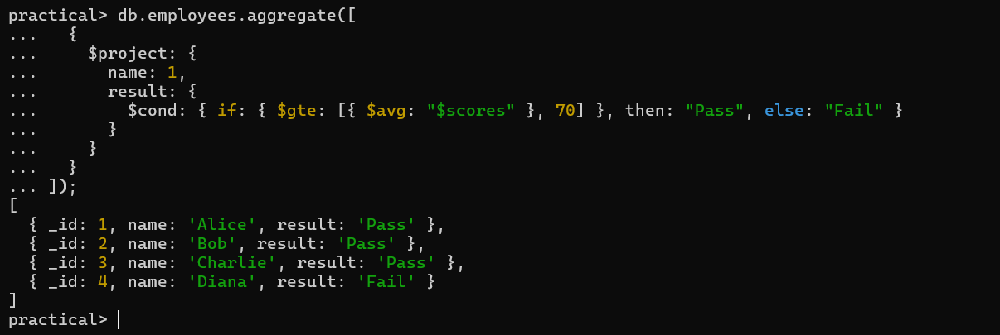 practical> db.employees.aggregate([
...   {
...     $project: {
...       name: 1,
...       result: {
...         $cond: { if: { $gte: [{ $avg: "$scores" }, 70] }, then: "Pass", else: "Fail" }
...       }
...     }
...   }
... ]);
[
  { _id: 1, name: 'Alice', result: 'Pass' },
  { _id: 2, name: 'Bob', result: 'Pass' },
  { _id: 3, name: 'Charlie', result: 'Pass' },
  { _id: 4, name: 'Diana', result: 'Fail' }
]
practical>